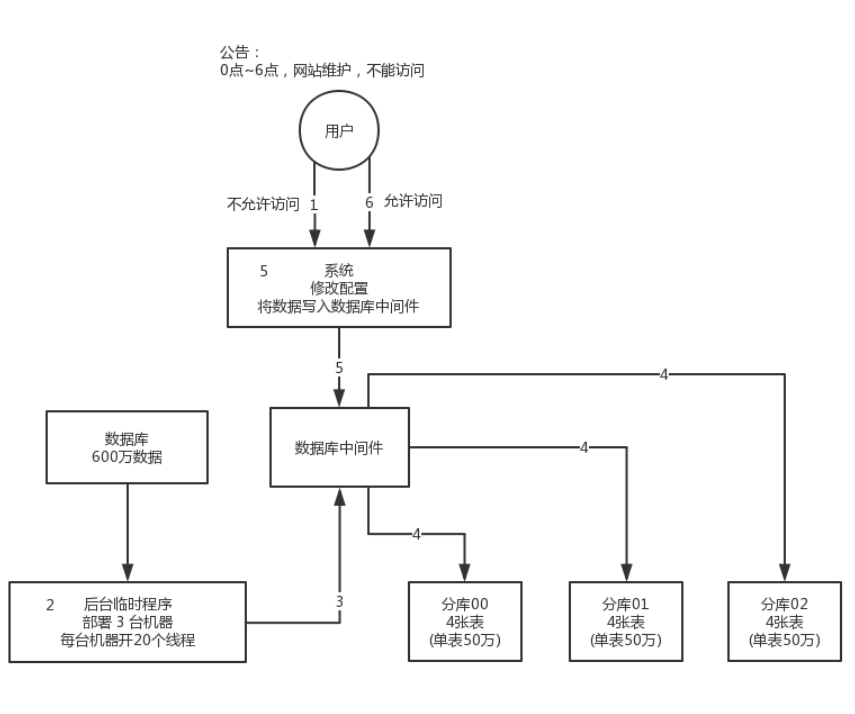 公告：
0点~6点，网站维护，不能访问
用户
不允许访问 1
6 允许访问
5 系统
修改配置
将数据写入数据库中间件
5
4
数据库
600万数据
数据库中间件
4
4
2 后台临时程序
部署 3 台机器
每台机器开20个线程
3
分库00
4张表
(单表50万)
分库01
4张表
(单表50万)
分库02
4张表
(单表50万)